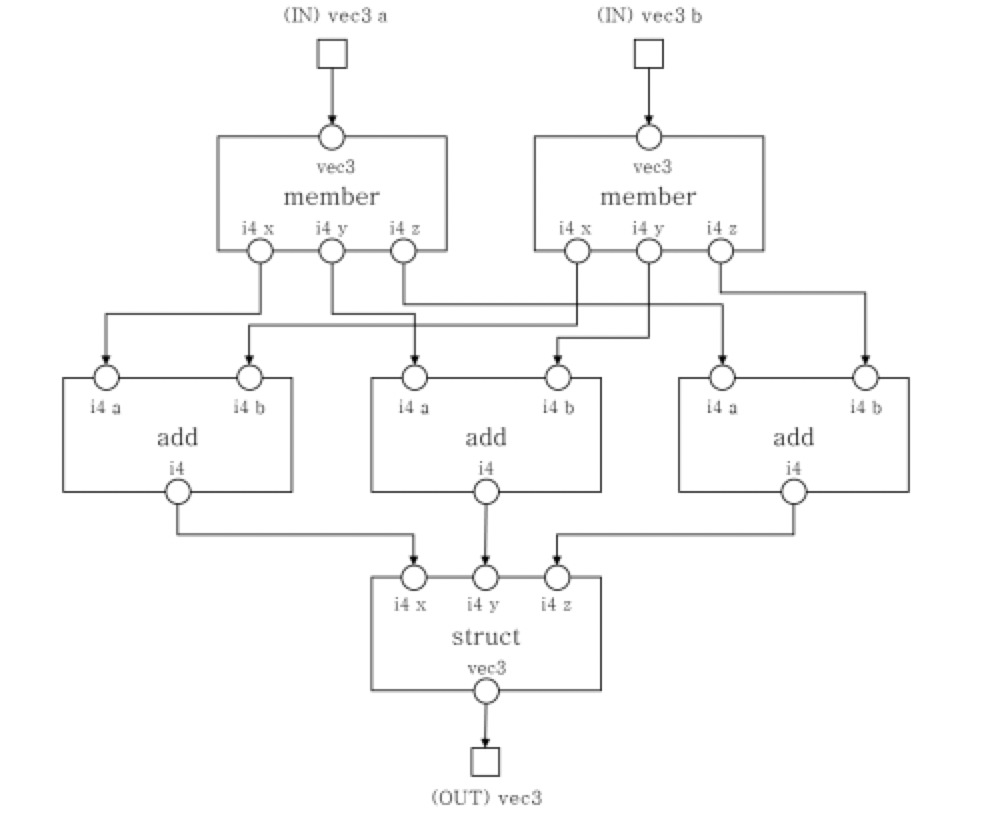 (IN) vec3 a
(IN) vec3 b
vec3
member
i4 x i4 y i4 z
vec3
member
i4 x i4 y i4 z
i4 a i4 b
add
i4
i4 a i4 b
add
i4
i4 a i4 b
add
i4
i4 x i4 y i4 z
struct
vec3
(OUT) vec3